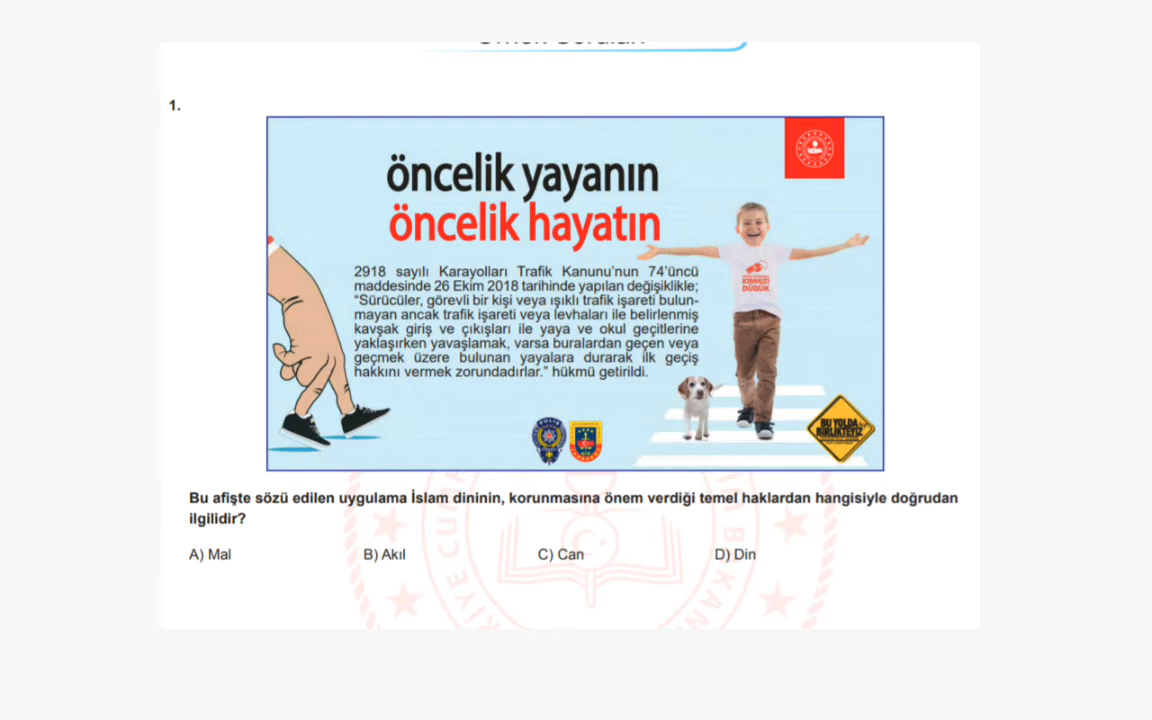 1.
öncelik yayanın
öncelik hayatın
2918 sayılı Karayolları Trafik Kanunu'nun 74'üncü
maddesinde 26 Ekim 2018 tarihinde yapılan değişiklikle;
"Sürücüler, görevli bir kişi veya ışıklı trafik işareti bulun-
mayan ancak trafik işareti veya levhaları ile belirlenmiş
kavşak giriş ve çıkışları ile yaya ve okul geçitlerine
yaklaşırken yavaşlamak, varsa buralardan geçen veya
geçmek üzere bulunan yayalara durarak ilk geçiş
hakkını vermek zorundadırlar." hükmü getirildi.
KIRMIZI
DÜDÜK
POLİS
BU YOLDA
BİRLİKTEYİZ
Bu afişte sözü edilen uygulama İslam dininin, korunmasına önem verdiği temel haklardan hangisiyle doğrudan
ilgilidir?
A) Mal B) Akıl C) Can D) Din